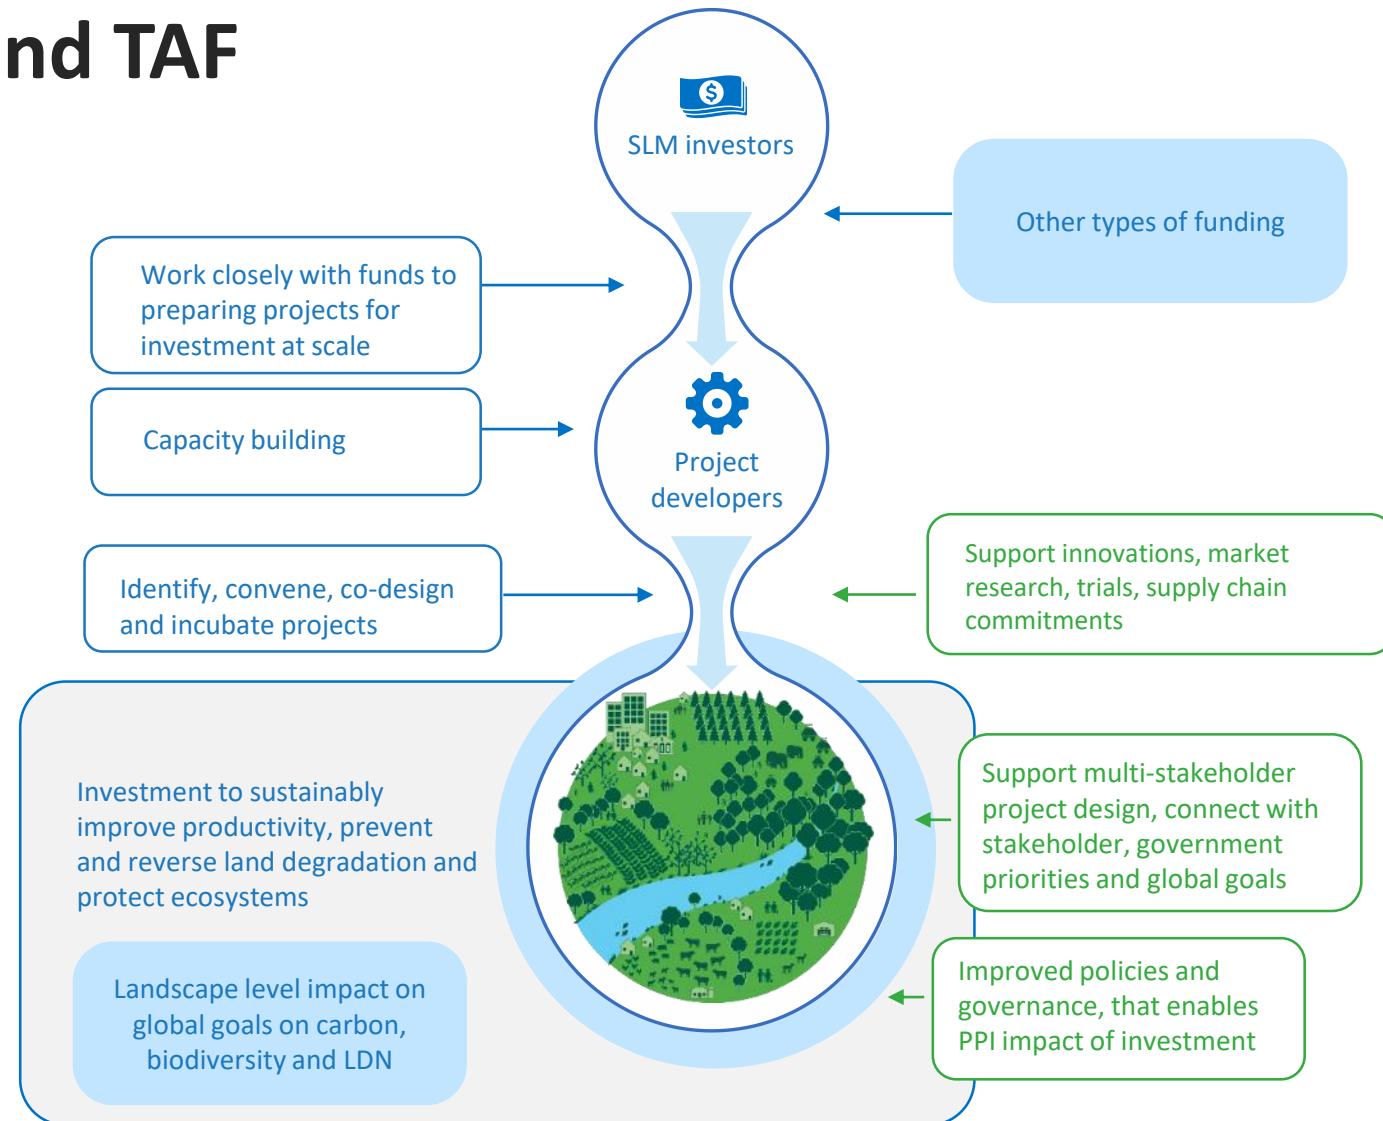 nd TAF
SLM investors
Other types of funding
Work closely with funds to
preparing projects for
investment at scale
Capacity building
Project
developers
Identify, convene, co-design
and incubate projects
Support innovations, market
research, trials, supply chain
commitments
Investment to sustainably
improve productivity, prevent
and reverse land degradation and
protect ecosystems
Support multi-stakeholder
project design, connect with
stakeholder, government
priorities and global goals
Landscape level impact on
global goals on carbon,
biodiversity and LDN
Improved policies and
governance, that enables
PPI impact of investment